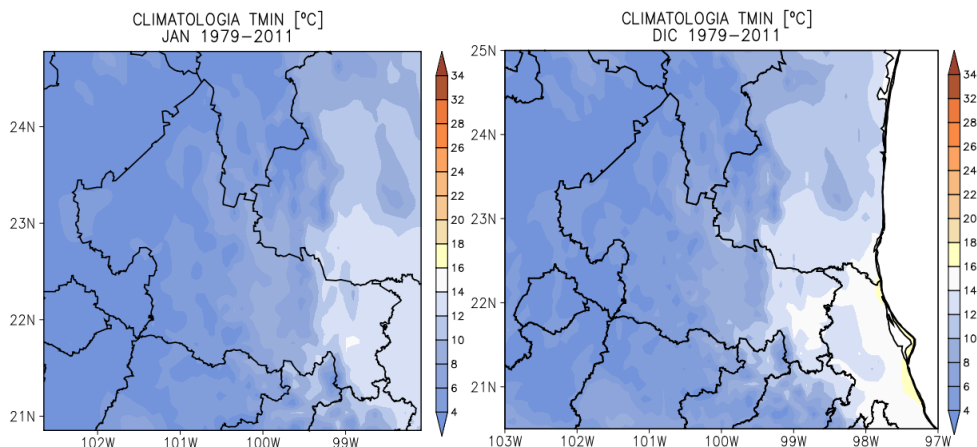 CLIMATOLOGIA TMIN [ºC]
JAN 1979-2011
24N
23N
22N
21N
102W
101W
100W
99W
34
32
28
26
24
22
20
18
16
14
12
10
8
6
4
CLIMATOLOGIA TMIN [ºC]
DIC 1979-2011
25N
24N
23N
22N
21N
103W
102W
101W
100W
99W
98W
97W
34
32
28
26
24
22
20
18
16
14
12
10
8
6
4